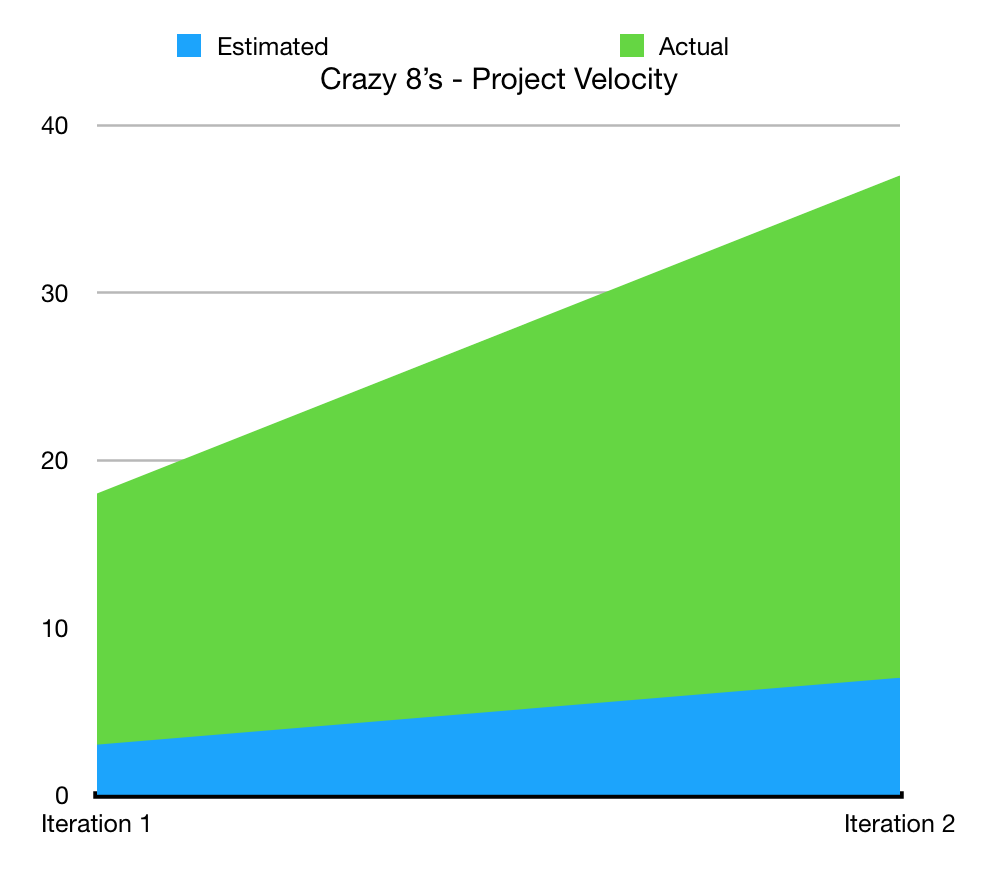 Estimated
Actual
Crazy 8’s - Project Velocity
40
30
20
10
0
Iteration 1
Iteration 2